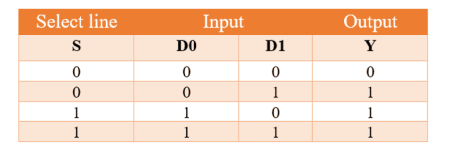 Select line Input Output
S D0 D1 Y
0 0 0 0
0 0 1 1
1 1 0 1
1 1 1 1